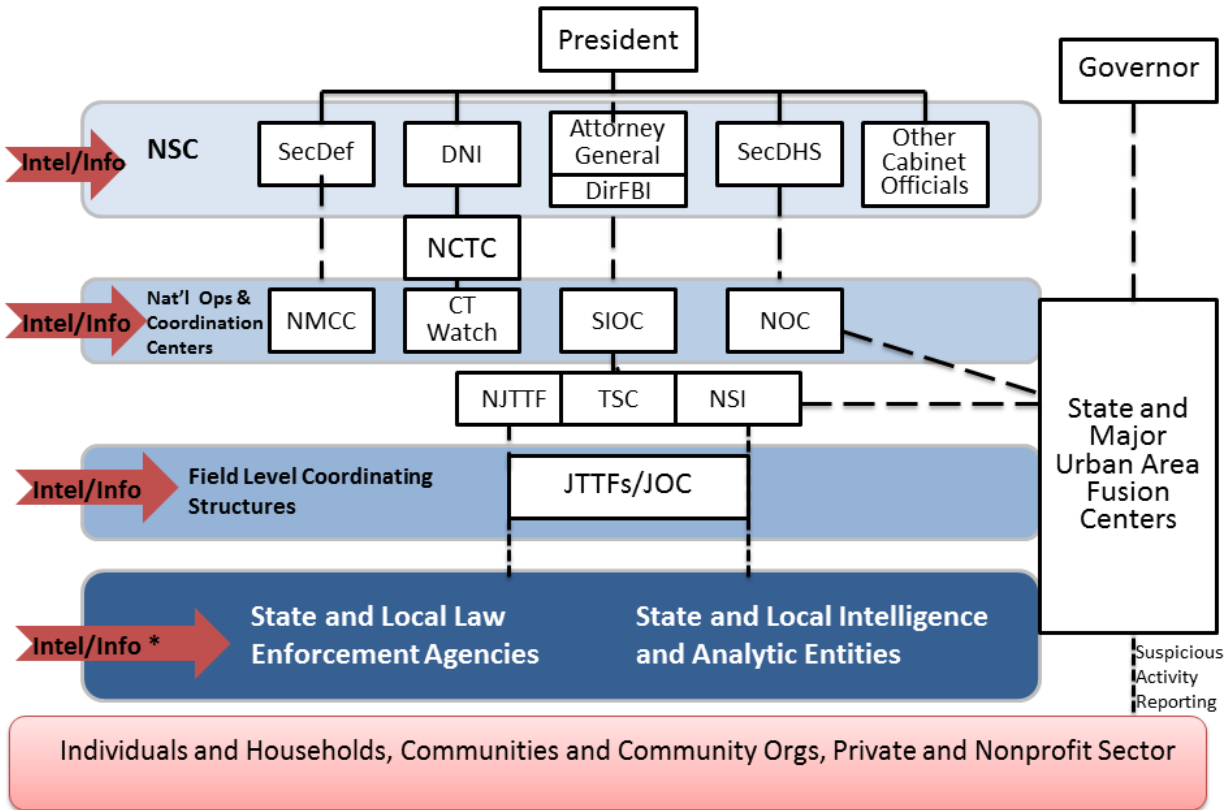 President
Governor
Intel/Info
NSC
SecDef
DNI
Attorney
General
DirFBI
SecDHS
Other
Cabinet
Officials
NCTC
Intel/Info
Nat’l Ops &
Coordination
Centers
NMCC
CT
Watch
SIOC
NOC
NJTTF
TSC
NSI
State and
Major
Urban Area
Fusion
Centers
Intel/Info
Field Level Coordinating
Structures
JTTFs/JOC
Intel/Info *
State and Local Law
Enforcement Agencies
State and Local Intelligence
and Analytic Entities
Suspicious
Activity
Reporting
Individuals and Households, Communities and Community Orgs, Private and Nonprofit Sector